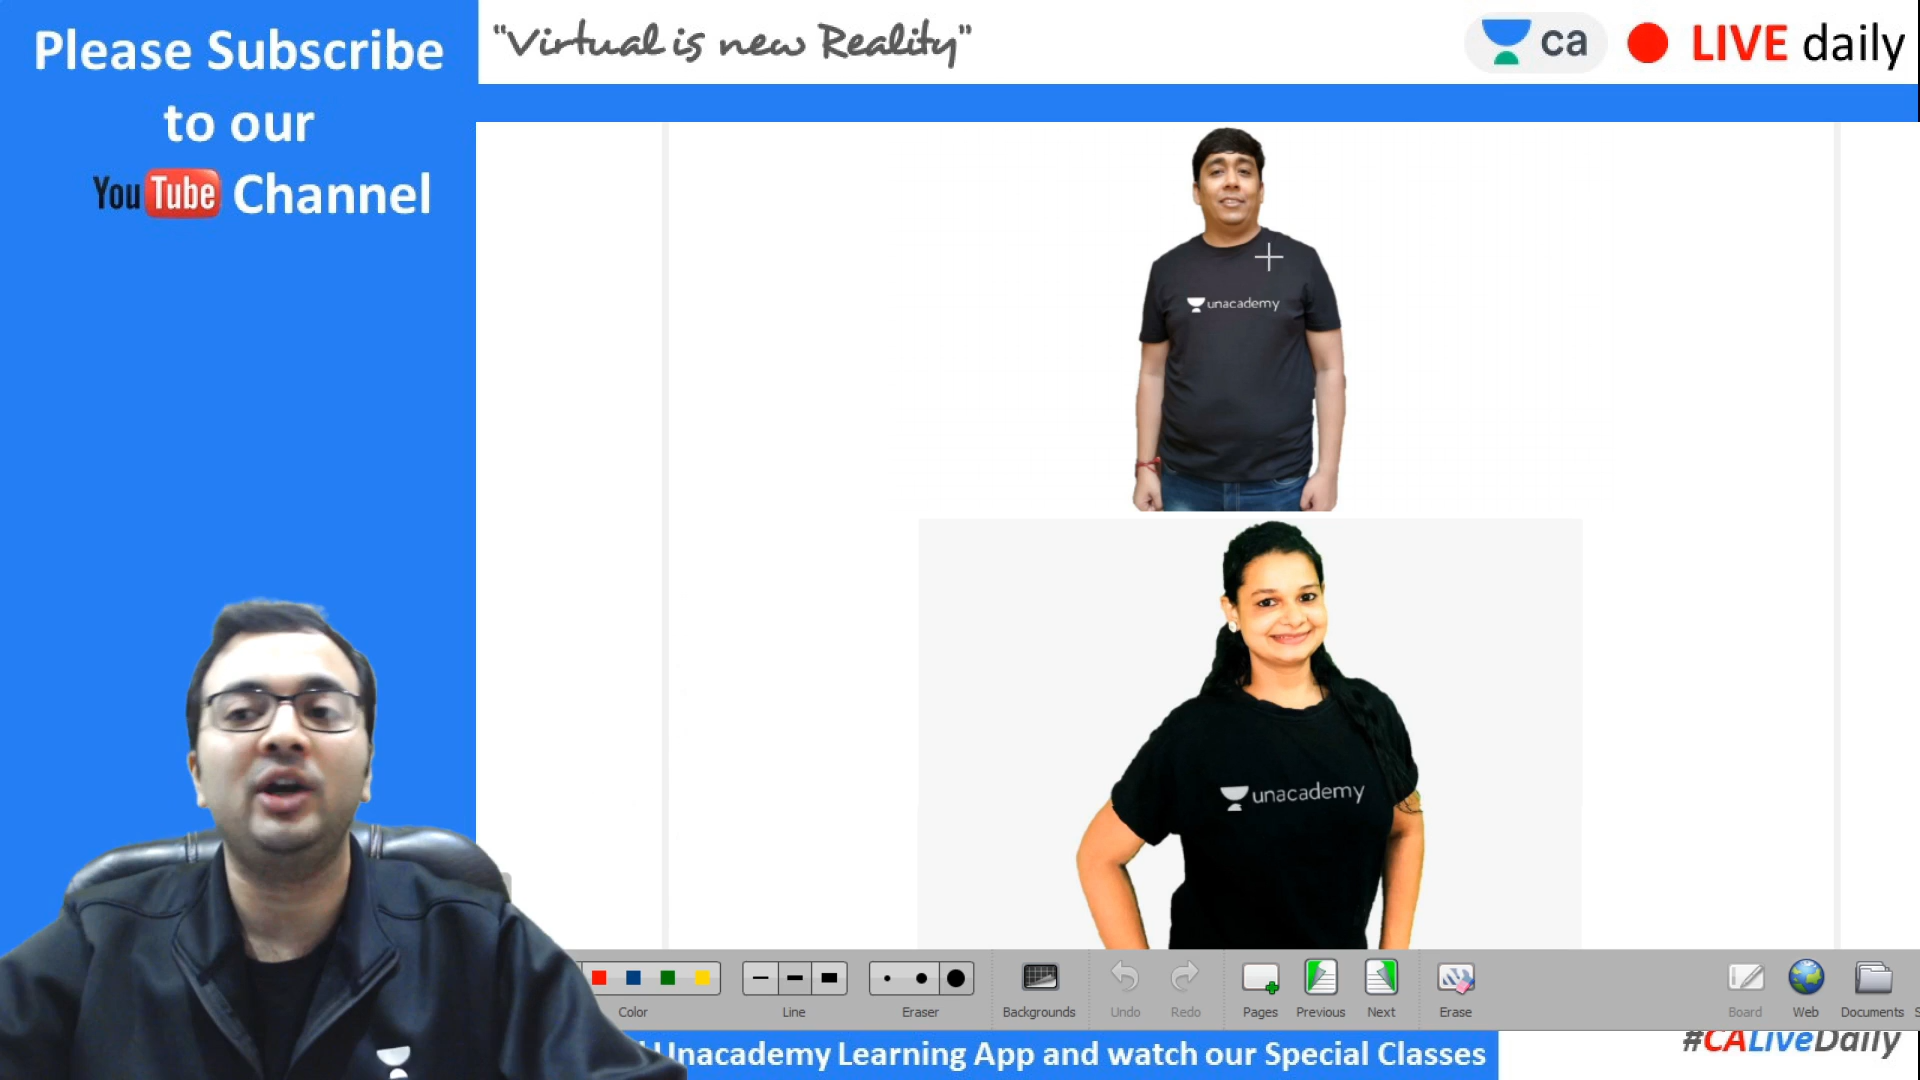 Please Subscribe
to our
YouTube Channel
"Virtual is new Reality"
ca
LIVE daily
unacademy
unacademy
Color
Line
Eraser
Backgrounds
Undo
Redo
Pages
Previous
Next
Erase
Board
Web
Documents
Unacademy Learning App and watch our Special Classes
#CALiveDaily